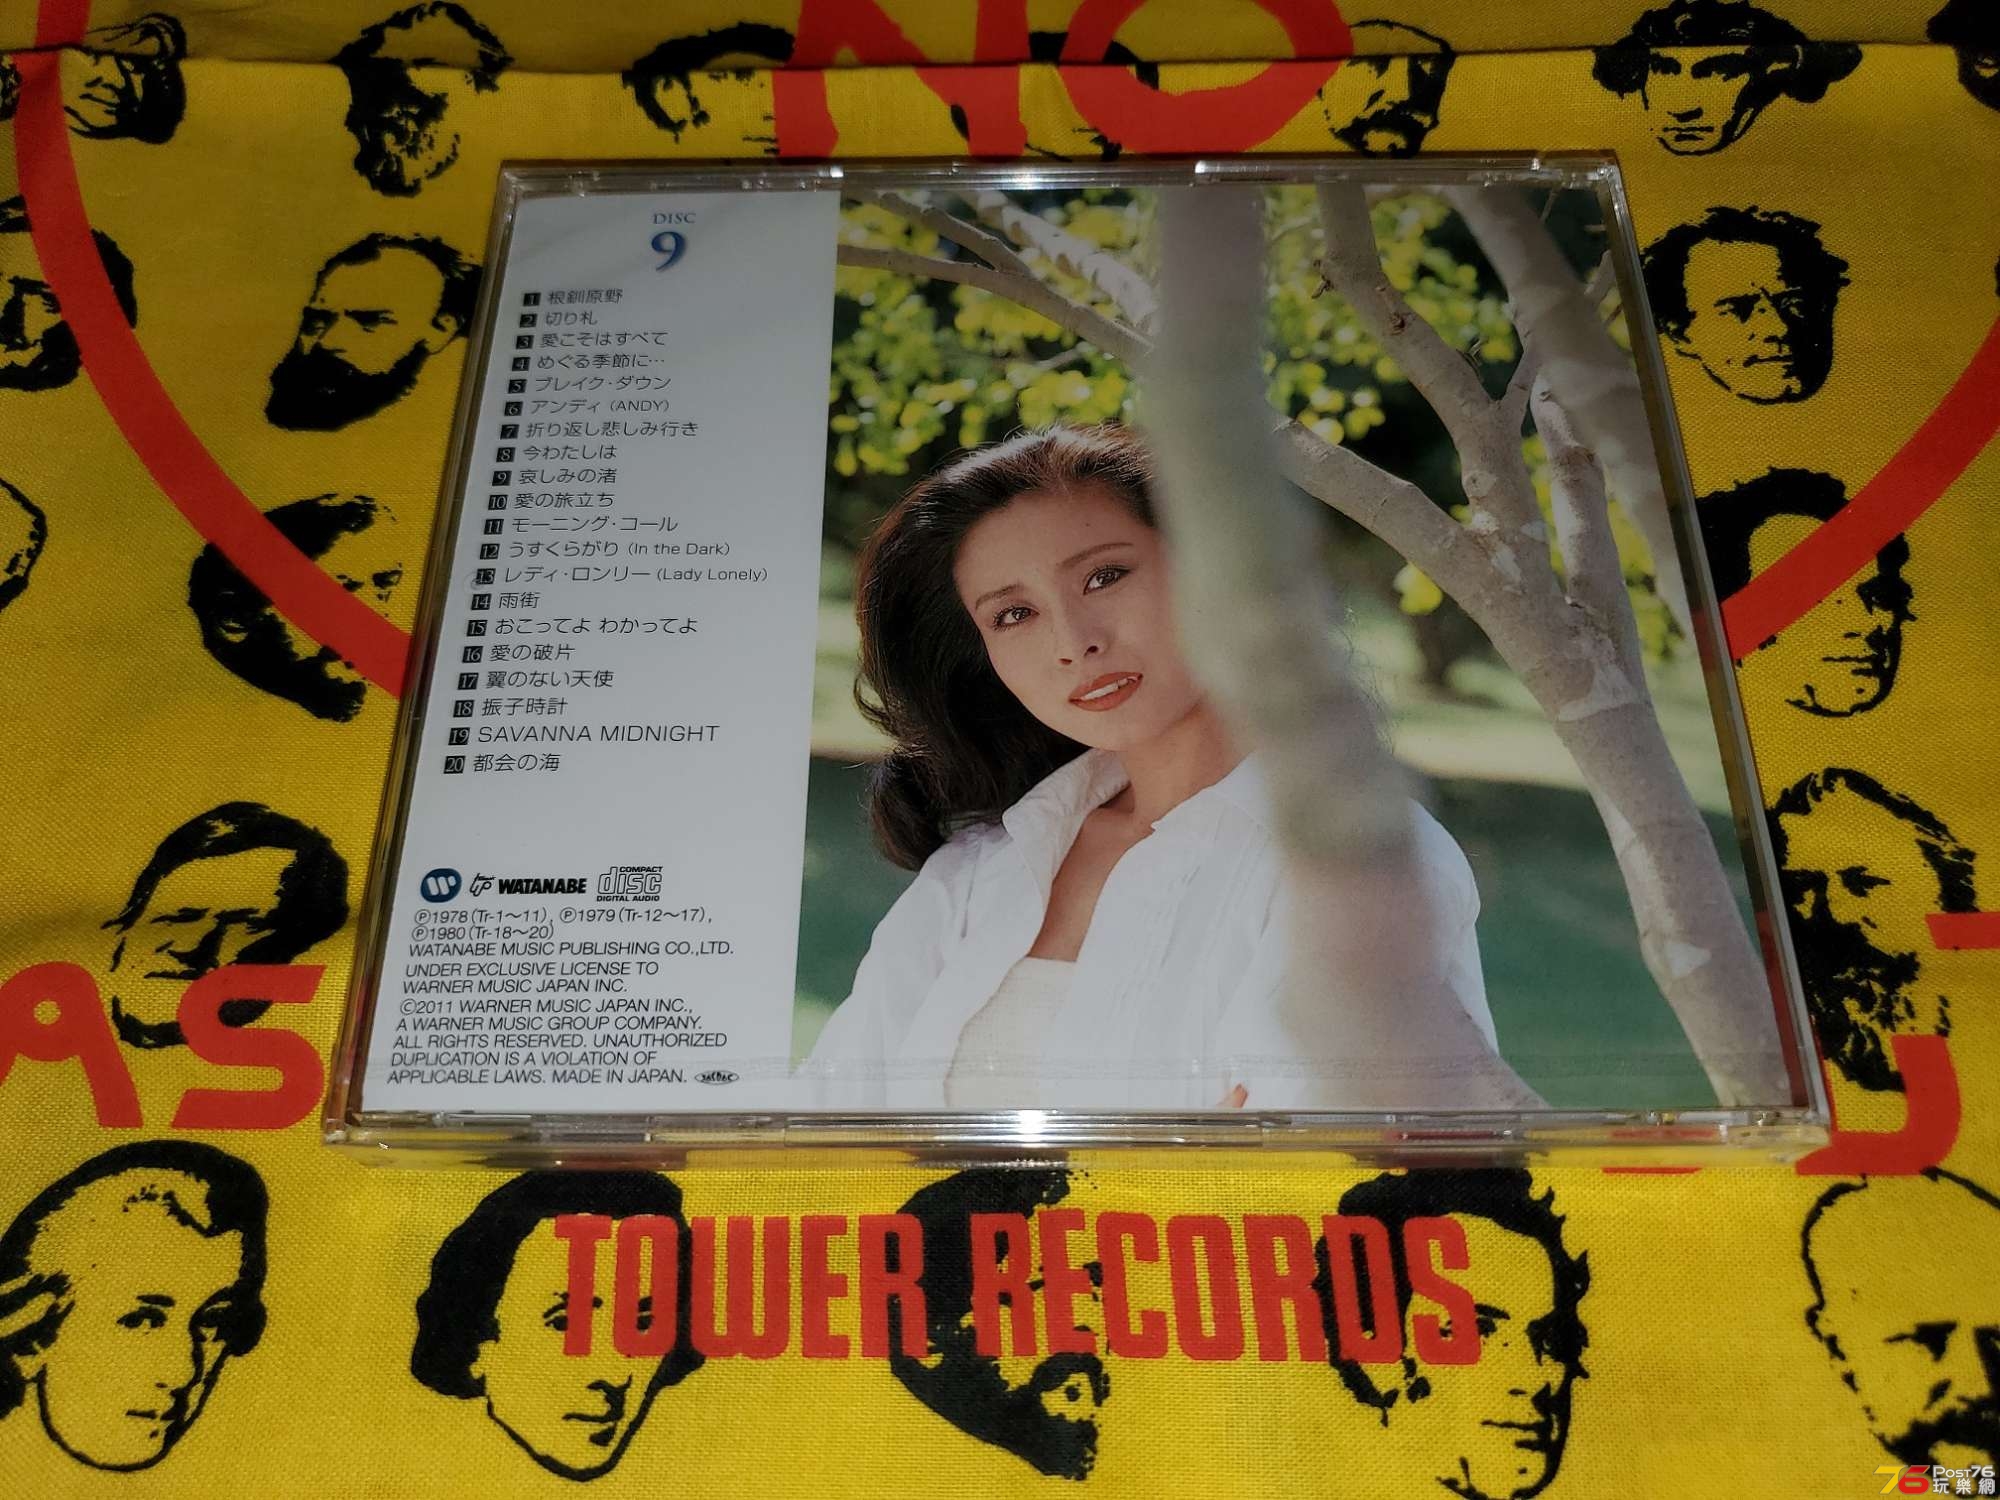 NO
DISC
9
1 根釧原野
2 切り札
3 愛こそはすべて
4 めぐる季節に…
5 ブレイク・ダウン
6 アンディ (ANDY)
7 折り返し悲しみ行き
8 今わたしは
9 哀しみの渚
10 愛の旅立ち
11 モーニング・コール
12 うすくらがり (In the Dark)
13 レディ・ロンリー (Lady Lonely)
14 雨街
15 おこってよ わかってよ
16 愛の破片
17 翼のない天使
18 振子時計
19 SAVANNA MIDNIGHT
20 都会の海
WATANABE COMPACT disc DIGITAL AUDIO
℗1978 (Tr-1〜11), ℗1979 (Tr-12〜17),
℗1980 (Tr-18〜20)
WATANABE MUSIC PUBLISHING CO.,LTD.
UNDER EXCLUSIVE LICENSE TO
WARNER MUSIC JAPAN INC.
©2011 WARNER MUSIC JAPAN INC.,
A WARNER MUSIC GROUP COMPANY.
ALL RIGHTS RESERVED. UNAUTHORIZED
DUPLICATION IS A VIOLATION OF
APPLICABLE LAWS. MADE IN JAPAN.
TOWER RECORDS
76 POST76
玩樂網